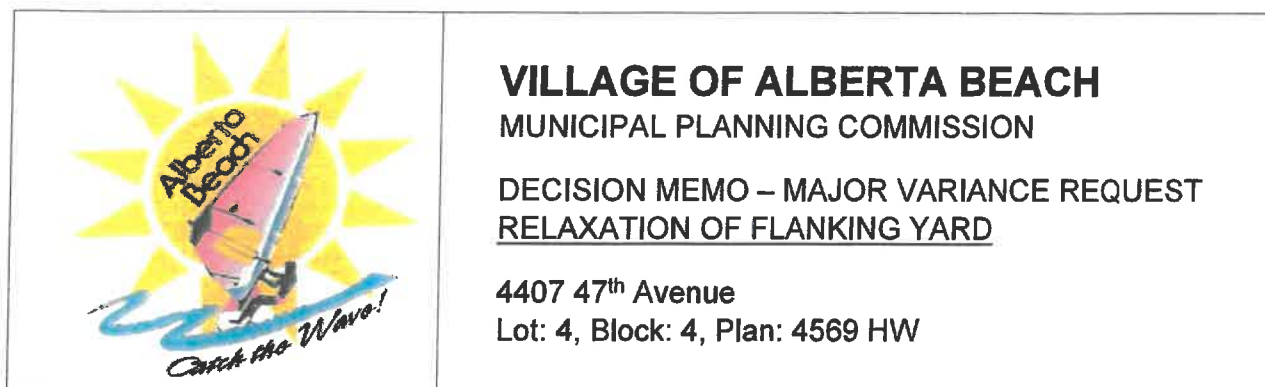 Alberta
Beach
Catch the Wave!
VILLAGE OF ALBERTA BEACH
MUNICIPAL PLANNING COMMISSION
DECISION MEMO – MAJOR VARIANCE REQUEST
RELAXATION OF FLANKING YARD
4407 47th Avenue
Lot: 4, Block: 4, Plan: 4569 HW